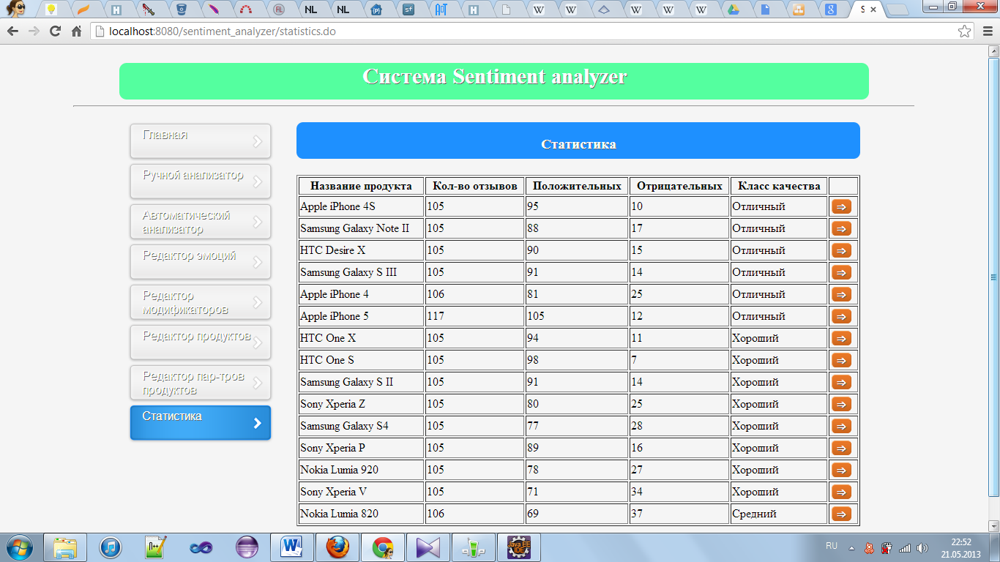 NL
NL
S
localhost:8080/sentiment_analyzer/statistics.do
Система Sentiment analyzer
Главная
Ручной анализатор
Автоматический
анализатор
Редактор эмоций
Редактор
модификаторов
Редактор продуктов
Редактор пар-тров
продуктов
Статистика
Статистика
Название продукта Кол-во отзывов Положительных Отрицательных Класс качества
Apple iPhone 4S 105 95 10 Отличный
Samsung Galaxy Note II 105 88 17 Отличный
HTC Desire X 105 90 15 Отличный
Samsung Galaxy S III 105 91 14 Отличный
Apple iPhone 4 106 81 25 Отличный
Apple iPhone 5 117 105 12 Отличный
HTC One X 105 94 11 Хороший
HTC One S 105 98 7 Хороший
Samsung Galaxy S II 105 91 14 Хороший
Sony Xperia Z 105 80 25 Хороший
Samsung Galaxy S4 105 77 28 Хороший
Sony Xperia P 105 89 16 Хороший
Nokia Lumia 920 105 78 27 Хороший
Sony Xperia V 105 71 34 Хороший
Nokia Lumia 820 106 69 37 Средний
Java EE
IDE
RU
22:52
21.05.2013